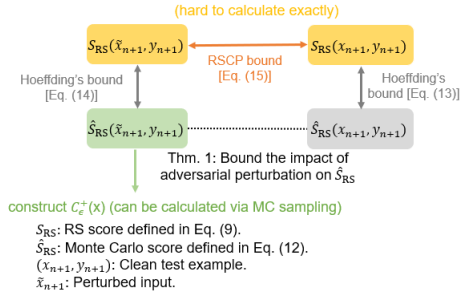 (hard to calculate exactly)
S_RS(x̃_{n+1}, y_{n+1})
S_RS(x_{n+1}, y_{n+1})
RSCP bound
[Eq. (15)]
Hoeffding's bound
[Eq. (14)]
Hoeffding's
bound [Eq. (13)]
Ŝ_RS(x̃_{n+1}, y_{n+1})
Ŝ_RS(x_{n+1}, y_{n+1})
Thm. 1: Bound the impact of
adversarial perturbation on Ŝ_RS
construct C_ϵ^+(x) (can be calculated via MC sampling)
S_RS: RS score defined in Eq. (9).
Ŝ_RS: Monte Carlo score defined in Eq. (12).
(x_{n+1}, y_{n+1}): Clean test example.
x̃_{n+1}: Perturbed input.